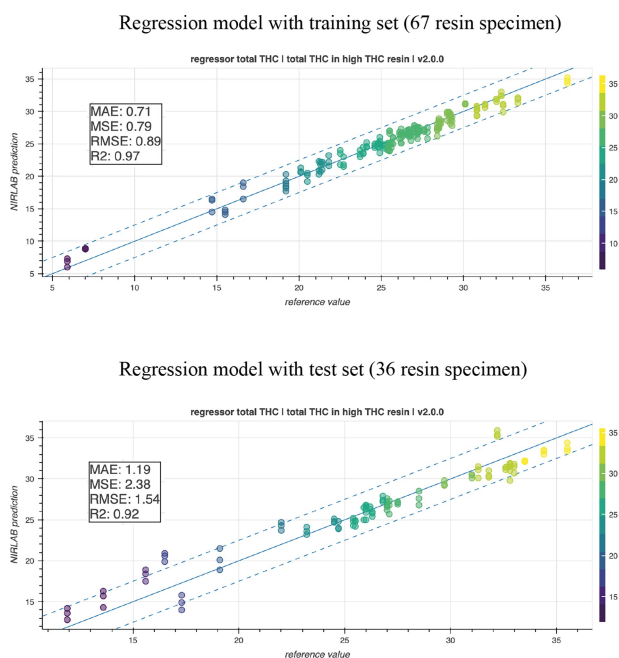 Regression model with training set (67 resin specimen)
regressor total THC | total THC in high THC resin | v2.0.0
35
30
25
20
15
10
5
NIRLAB prediction
MAE: 0.71
MSE: 0.79
RMSE: 0.89
R2: 0.97
5 10 15 20 25 30 35
reference value
35
30
25
20
15
10
Regression model with test set (36 resin specimen)
regressor total THC | total THC in high THC resin | v2.0.0
35
30
25
20
15
NIRLAB prediction
MAE: 1.19
MSE: 2.38
RMSE: 1.54
R2: 0.92
15 20 25 30 35
reference value
35
30
25
20
15